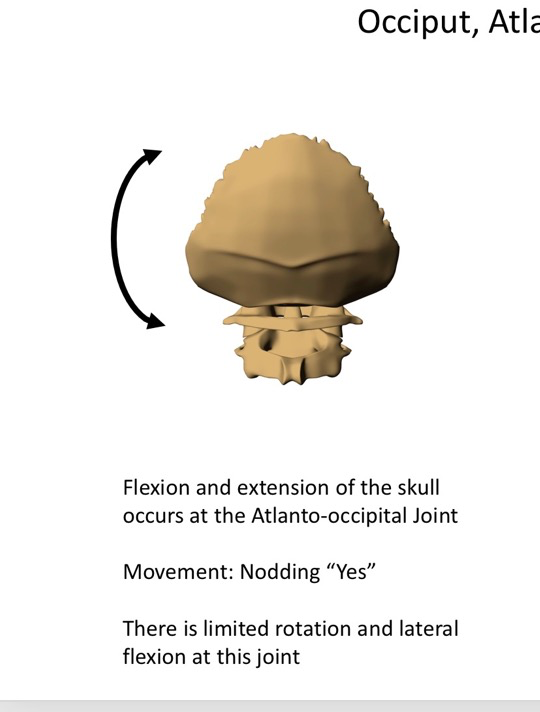 Occiput, Atla
Flexion and extension of the skull
occurs at the Atlanto-occipital Joint
Movement: Nodding “Yes”
There is limited rotation and lateral
flexion at this joint